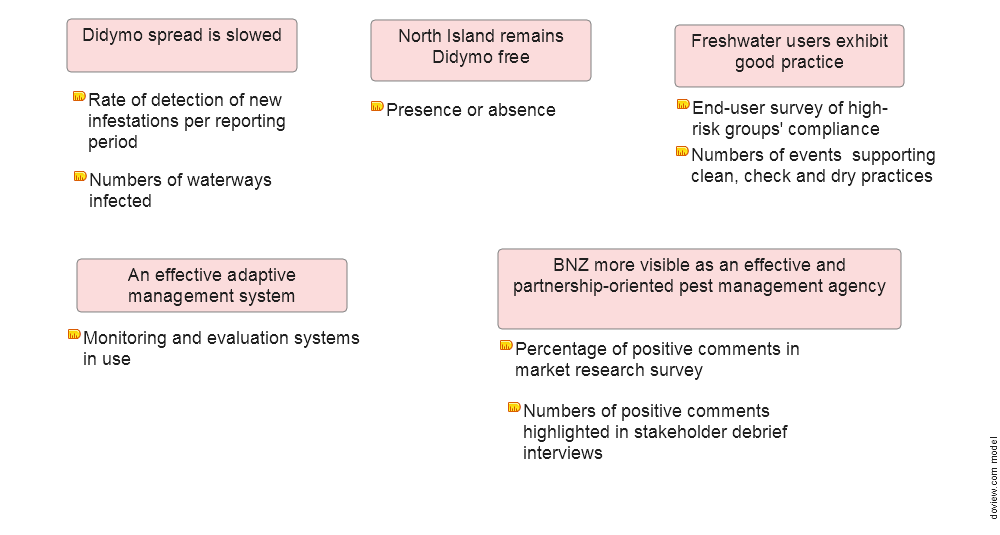 Didymo spread is slowed
Rate of detection of new
infestations per reporting
period
Numbers of waterways
infected
North Island remains
Didymo free
Presence or absence
Freshwater users exhibit
good practice
End-user survey of high-
risk groups' compliance
Numbers of events  supporting
clean, check and dry practices
An effective adaptive
management system
Monitoring and evaluation systems
in use
BNZ more visible as an effective and
partnership-oriented pest management agency
Percentage of positive comments in
market research survey
Numbers of positive comments
highlighted in stakeholder debrief
interviews
doview.com model